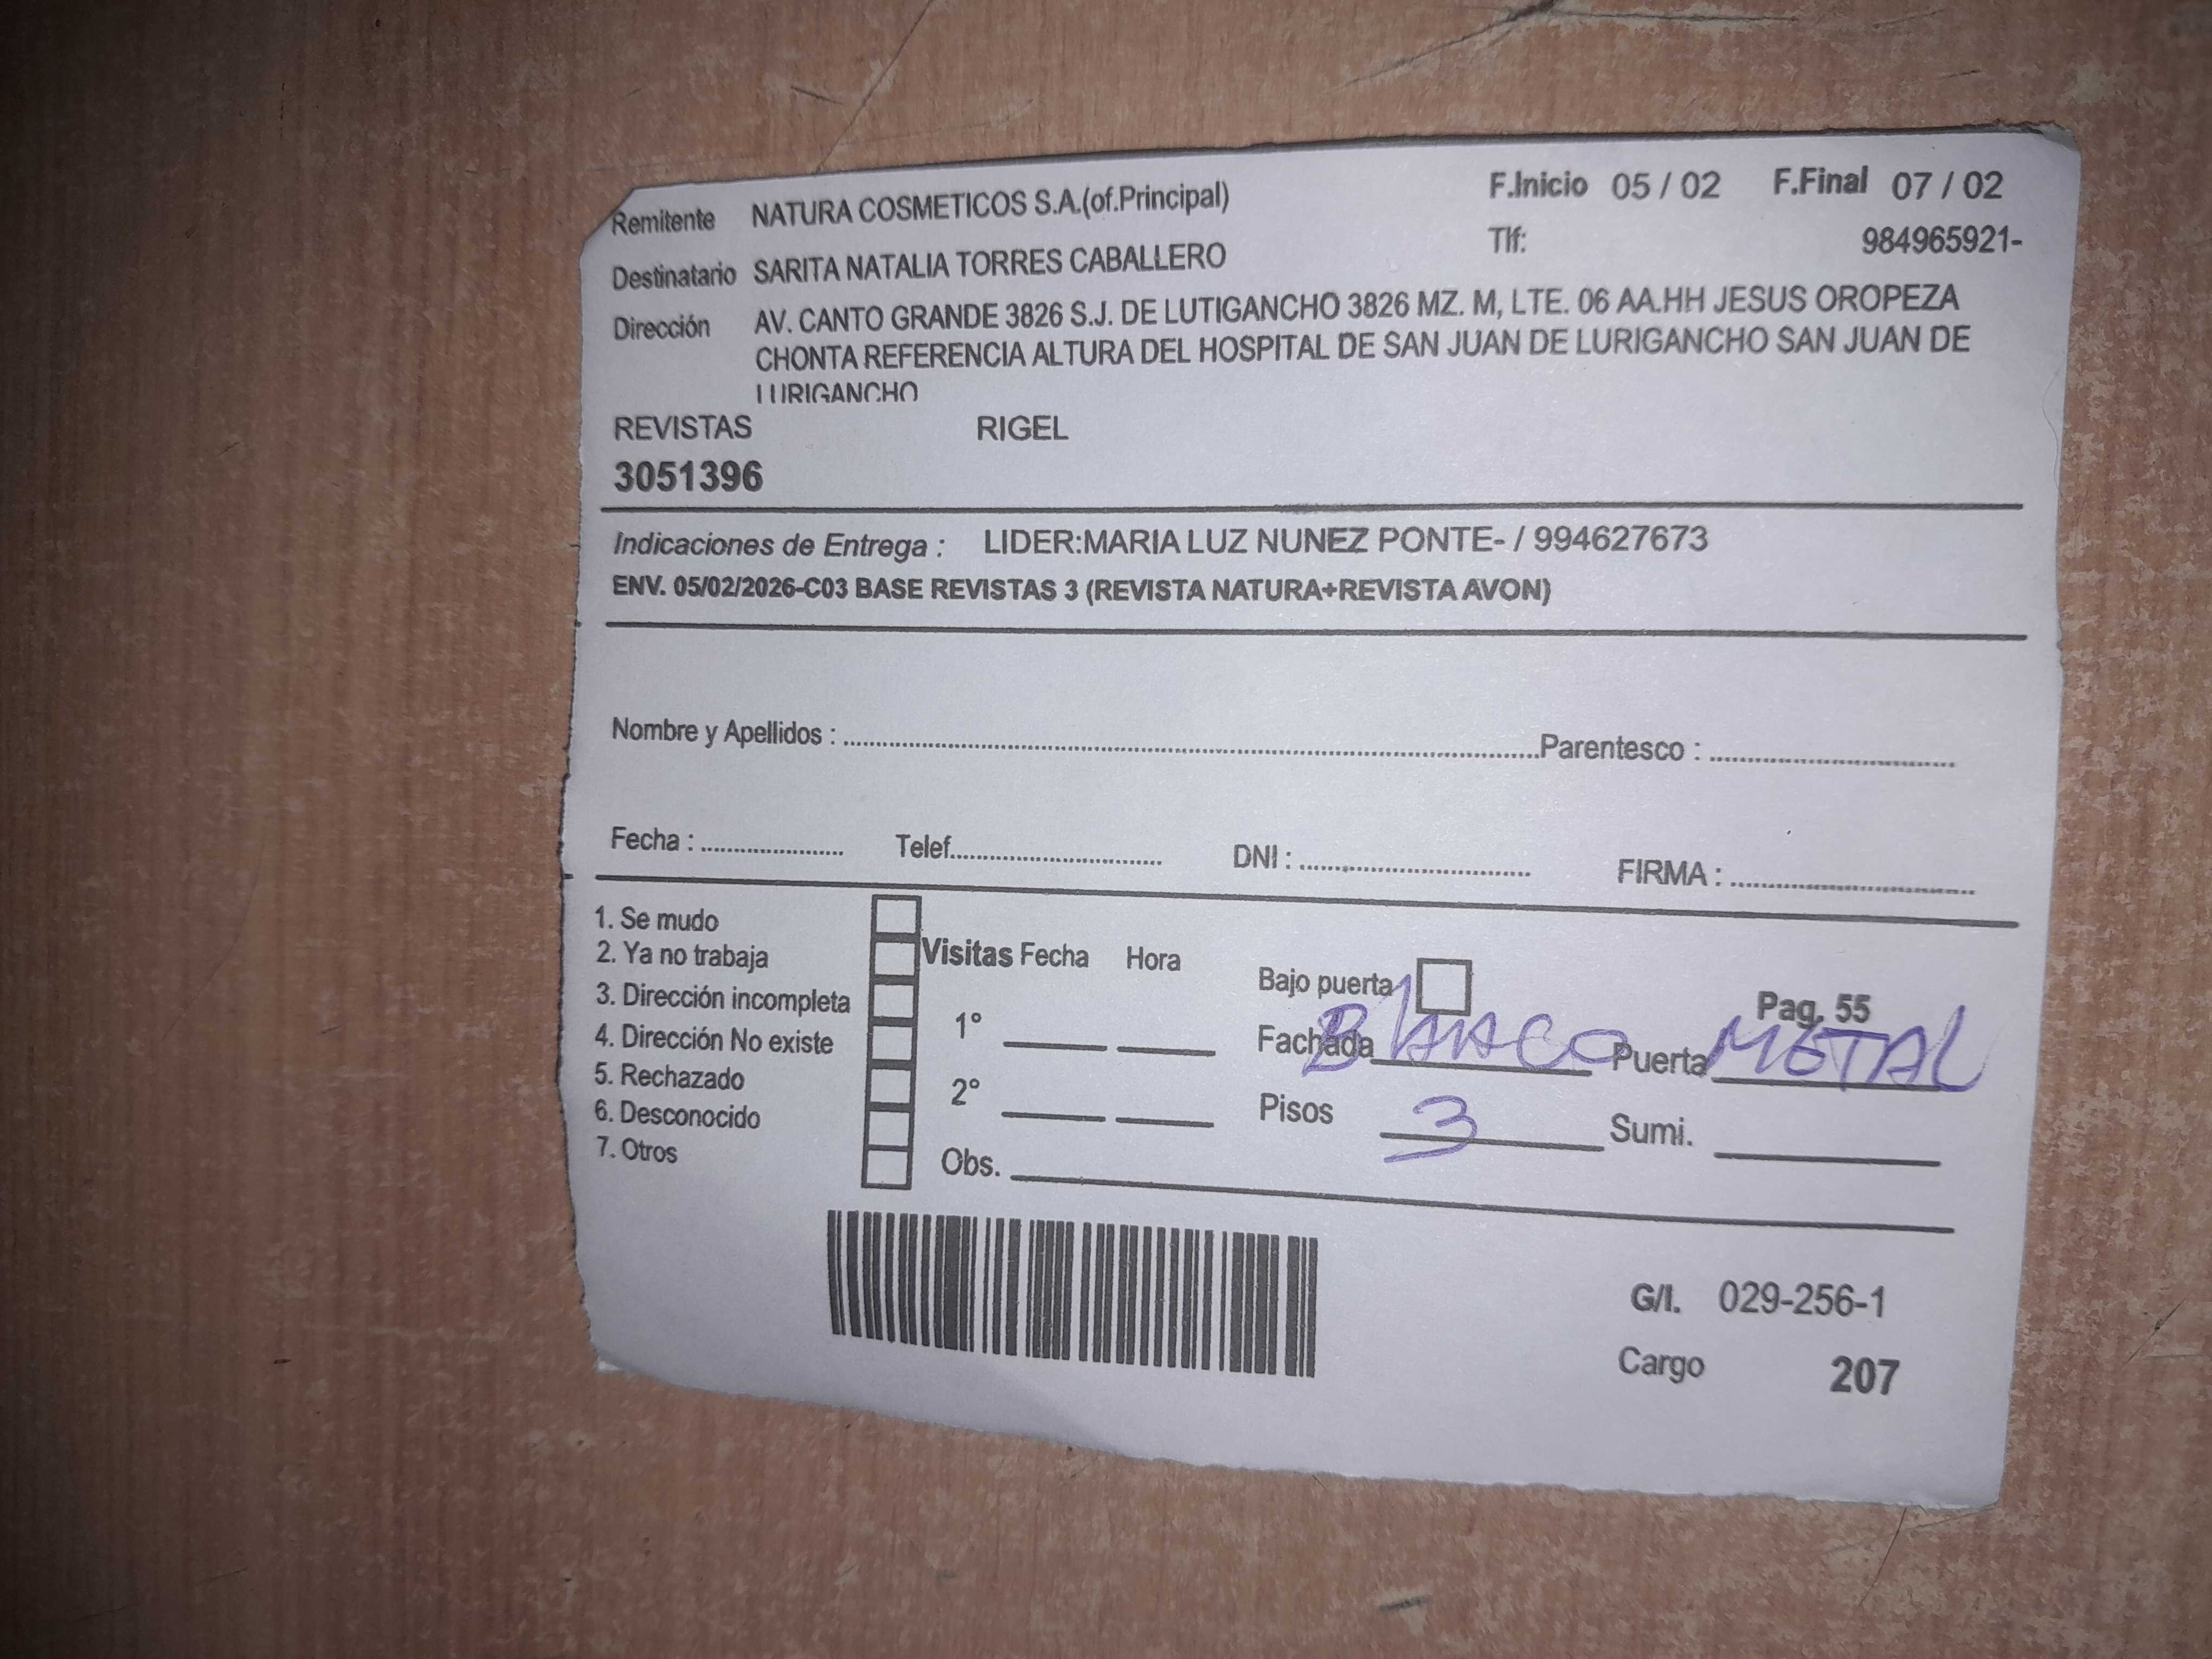 Remitente NATURA COSMETICOS S.A.(of.Principal) F.Inicio 05 / 02 F.Final 07 / 02
Destinatario SARITA NATALIA TORRES CABALLERO Tlf: 984965921-
Dirección AV. CANTO GRANDE 3826 S.J. DE LUTIGANCHO 3826 MZ. M, LTE. 06 AA.HH JESUS OROPEZA
CHONTA REFERENCIA ALTURA DEL HOSPITAL DE SAN JUAN DE LURIGANCHO SAN JUAN DE
LURIGANCHO
REVISTAS RIGEL
3051396
Indicaciones de Entrega : LIDER:MARIA LUZ NUNEZ PONTE- / 994627673
ENV. 05/02/2026-C03 BASE REVISTAS 3 (REVISTA NATURA+REVISTA AVON)
Nombre y Apellidos : Parentesco :
Fecha : Telef. DNI : FIRMA :
1. Se mudo
2. Ya no trabaja
3. Dirección incompleta
4. Dirección No existe
5. Rechazado
6. Desconocido
7. Otros
Visitas Fecha Hora
1°
2°
Obs.
Bajo puerta Pag. 55
Fachada BLANCO Puerta METAL
Pisos 3 Sumi.
G/I. 029-256-1
Cargo 207